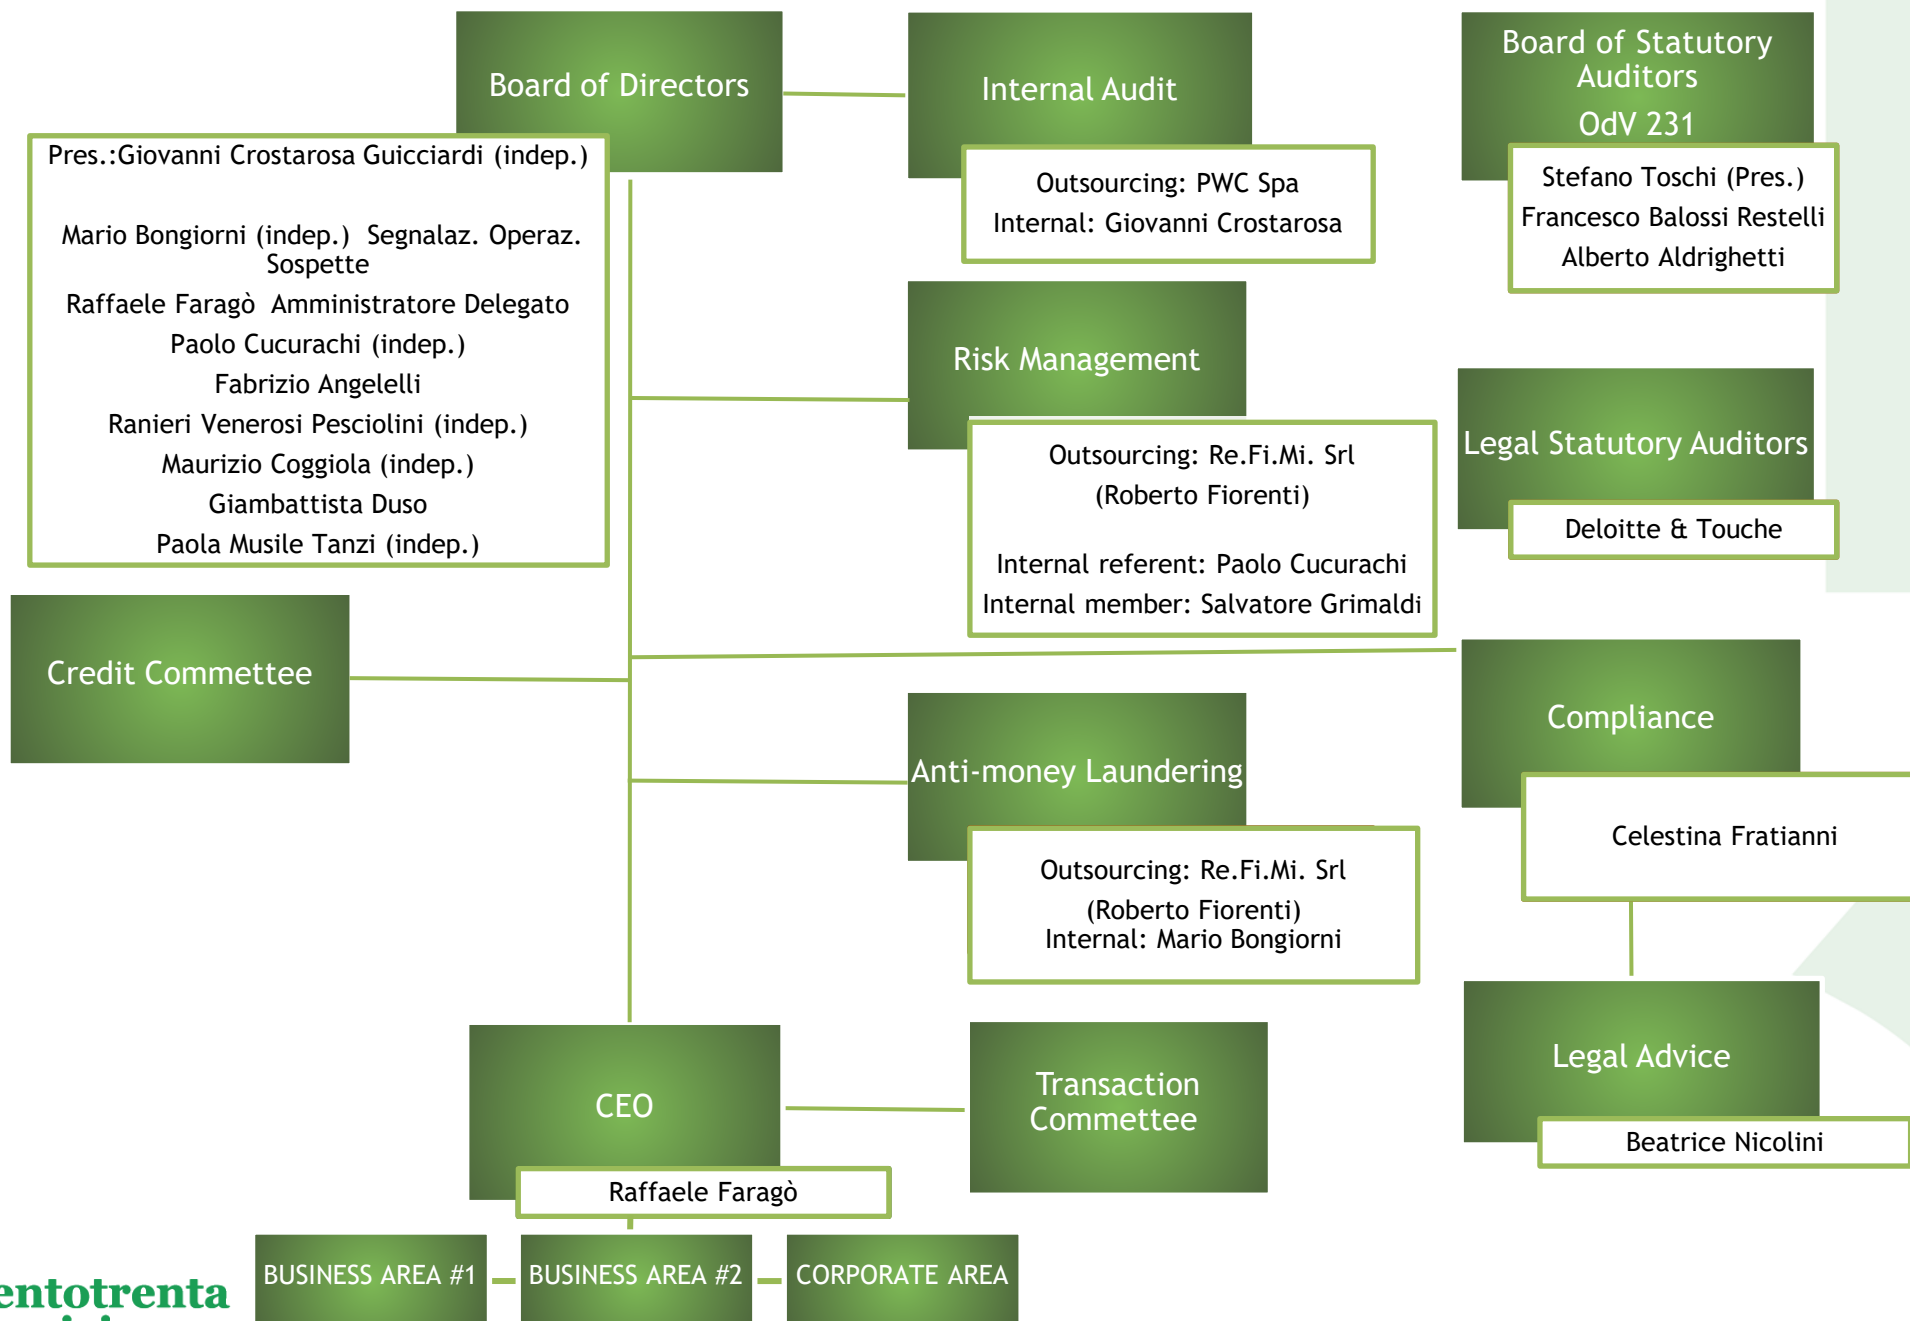 Board of Directors
Pres.:Giovanni Crostarosa Guicciardi (indep.)
Mario Bongiorni (indep.)  Segnalaz. Operaz.
Sospette
Raffaele Faragò  Amministratore Delegato
Paolo Cucurachi (indep.)
Fabrizio Angelelli
Ranieri Venerosi Pesciolini (indep.)
Maurizio Coggiola (indep.)
Giambattista Duso
Paola Musile Tanzi (indep.)
Internal Audit
Outsourcing: PWC Spa
Internal: Giovanni Crostarosa
Board of Statutory
Auditors
OdV 231
Stefano Toschi (Pres.)
Francesco Balossi Restelli
Alberto Aldrighetti
Risk Management
Outsourcing: Re.Fi.Mi. Srl
(Roberto Fiorenti)
Internal referent: Paolo Cucurachi
Internal member: Salvatore Grimaldi
Legal Statutory Auditors
Deloitte & Touche
Credit Commettee
Compliance
Celestina Fratianni
Anti-money Laundering
Outsourcing: Re.Fi.Mi. Srl
(Roberto Fiorenti)
Internal: Mario Bongiorni
Legal Advice
Beatrice Nicolini
CEO
Raffaele Faragò
Transaction
Commettee
BUSINESS AREA #1
BUSINESS AREA #2
CORPORATE AREA
entotrenta